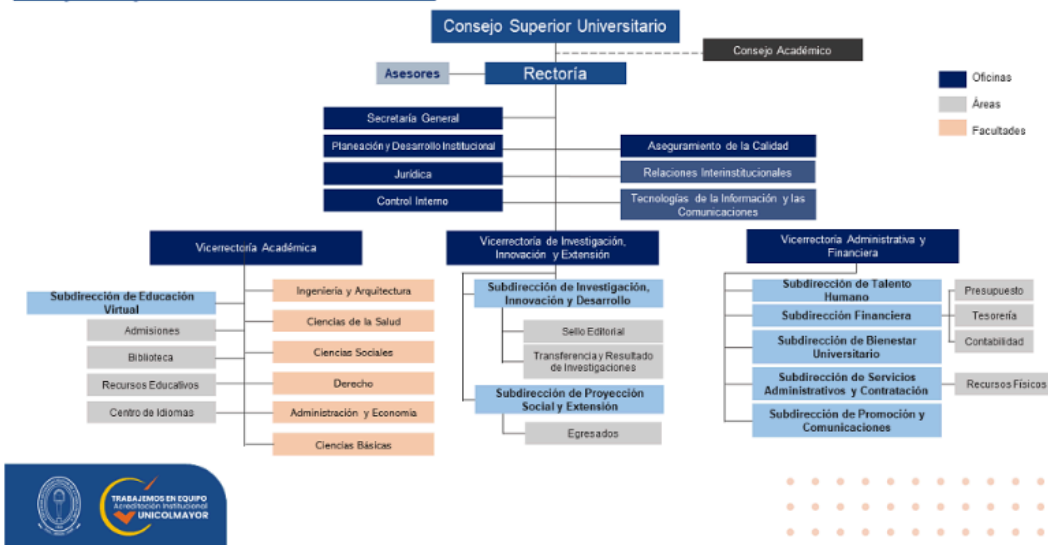 Consejo Superior Universitario
Consejo Académico
Asesores
Rectoría
Oficinas
Áreas
Facultades
Secretaría General
Planeación y Desarrollo Institucional
Aseguramiento de la Calidad
Jurídica
Relaciones Interinstitucionales
Control Interno
Tecnologías de la Información y las
Comunicaciones
Vicerrectoría Académica
Vicerrectoría de Investigación,
Innovación y Extensión
Vicerrectoría Administrativa y
Financiera
Subdirección de Educación
Virtual
Admisiones
Biblioteca
Recursos Educativos
Centro de Idiomas
Ingeniería y Arquitectura
Ciencias de la Salud
Ciencias Sociales
Derecho
Administración y Economía
Ciencias Básicas
Subdirección de Investigación,
Innovación y Desarrollo
Sello Editorial
Transferencia y Resultado
de Investigaciones
Subdirección de Proyección
Social y Extensión
Egresados
Subdirección de Talento
Humano
Subdirección Financiera
Subdirección de Bienestar
Universitario
Subdirección de Servicios
Administrativos y Contratación
Subdirección de Promoción y
Comunicaciones
Presupuesto
Tesorería
Contabilidad
Recursos Físicos
TRABAJEMOS EN EQUIPO
Acreditación Institucional
UNICOLMAYOR